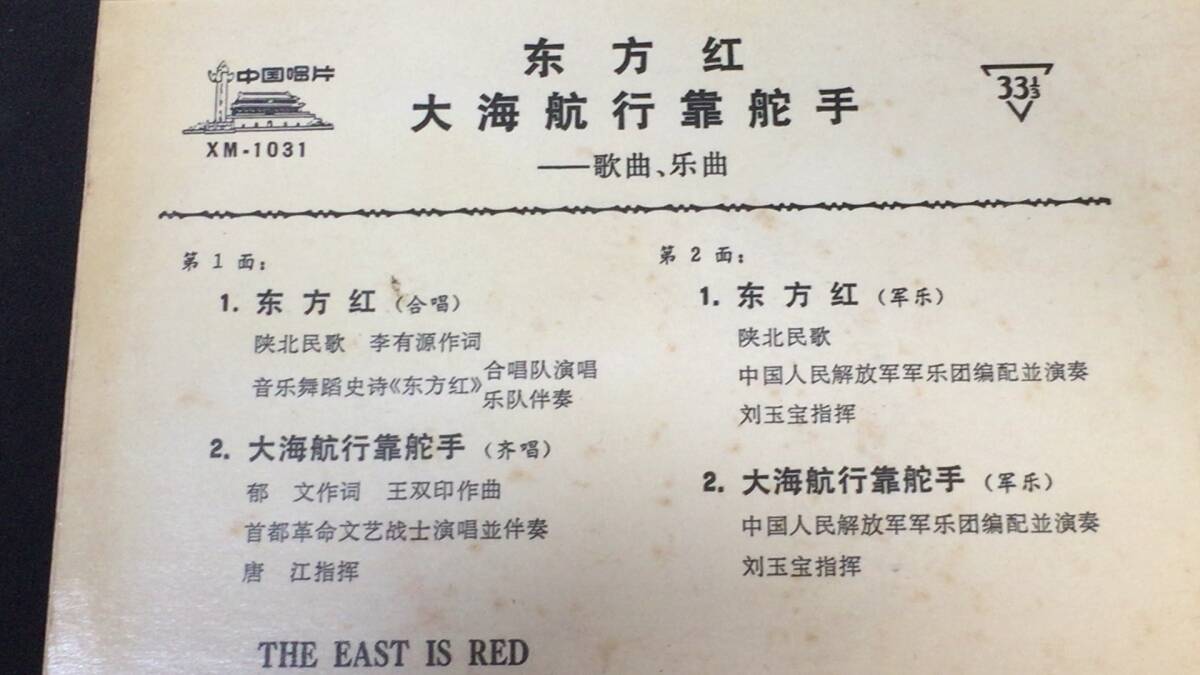 中国唱片
XM-1031
东方红
大海航行靠舵手
——歌曲、乐曲
33⅓
第1面：
1. 东方红（合唱）
陕北民歌 李有源作词
音乐舞蹈史诗《东方红》合唱队演唱
乐队伴奏
2. 大海航行靠舵手（齐唱）
郁 文作词 王双印作曲
首都革命文艺战士演唱並伴奏
唐 江指挥
第2面：
1. 东方红（军乐）
陕北民歌
中国人民解放军军乐团编配並演奏
刘玉宝指挥
2. 大海航行靠舵手（军乐）
中国人民解放军军乐团编配並演奏
刘玉宝指挥
THE EAST IS RED